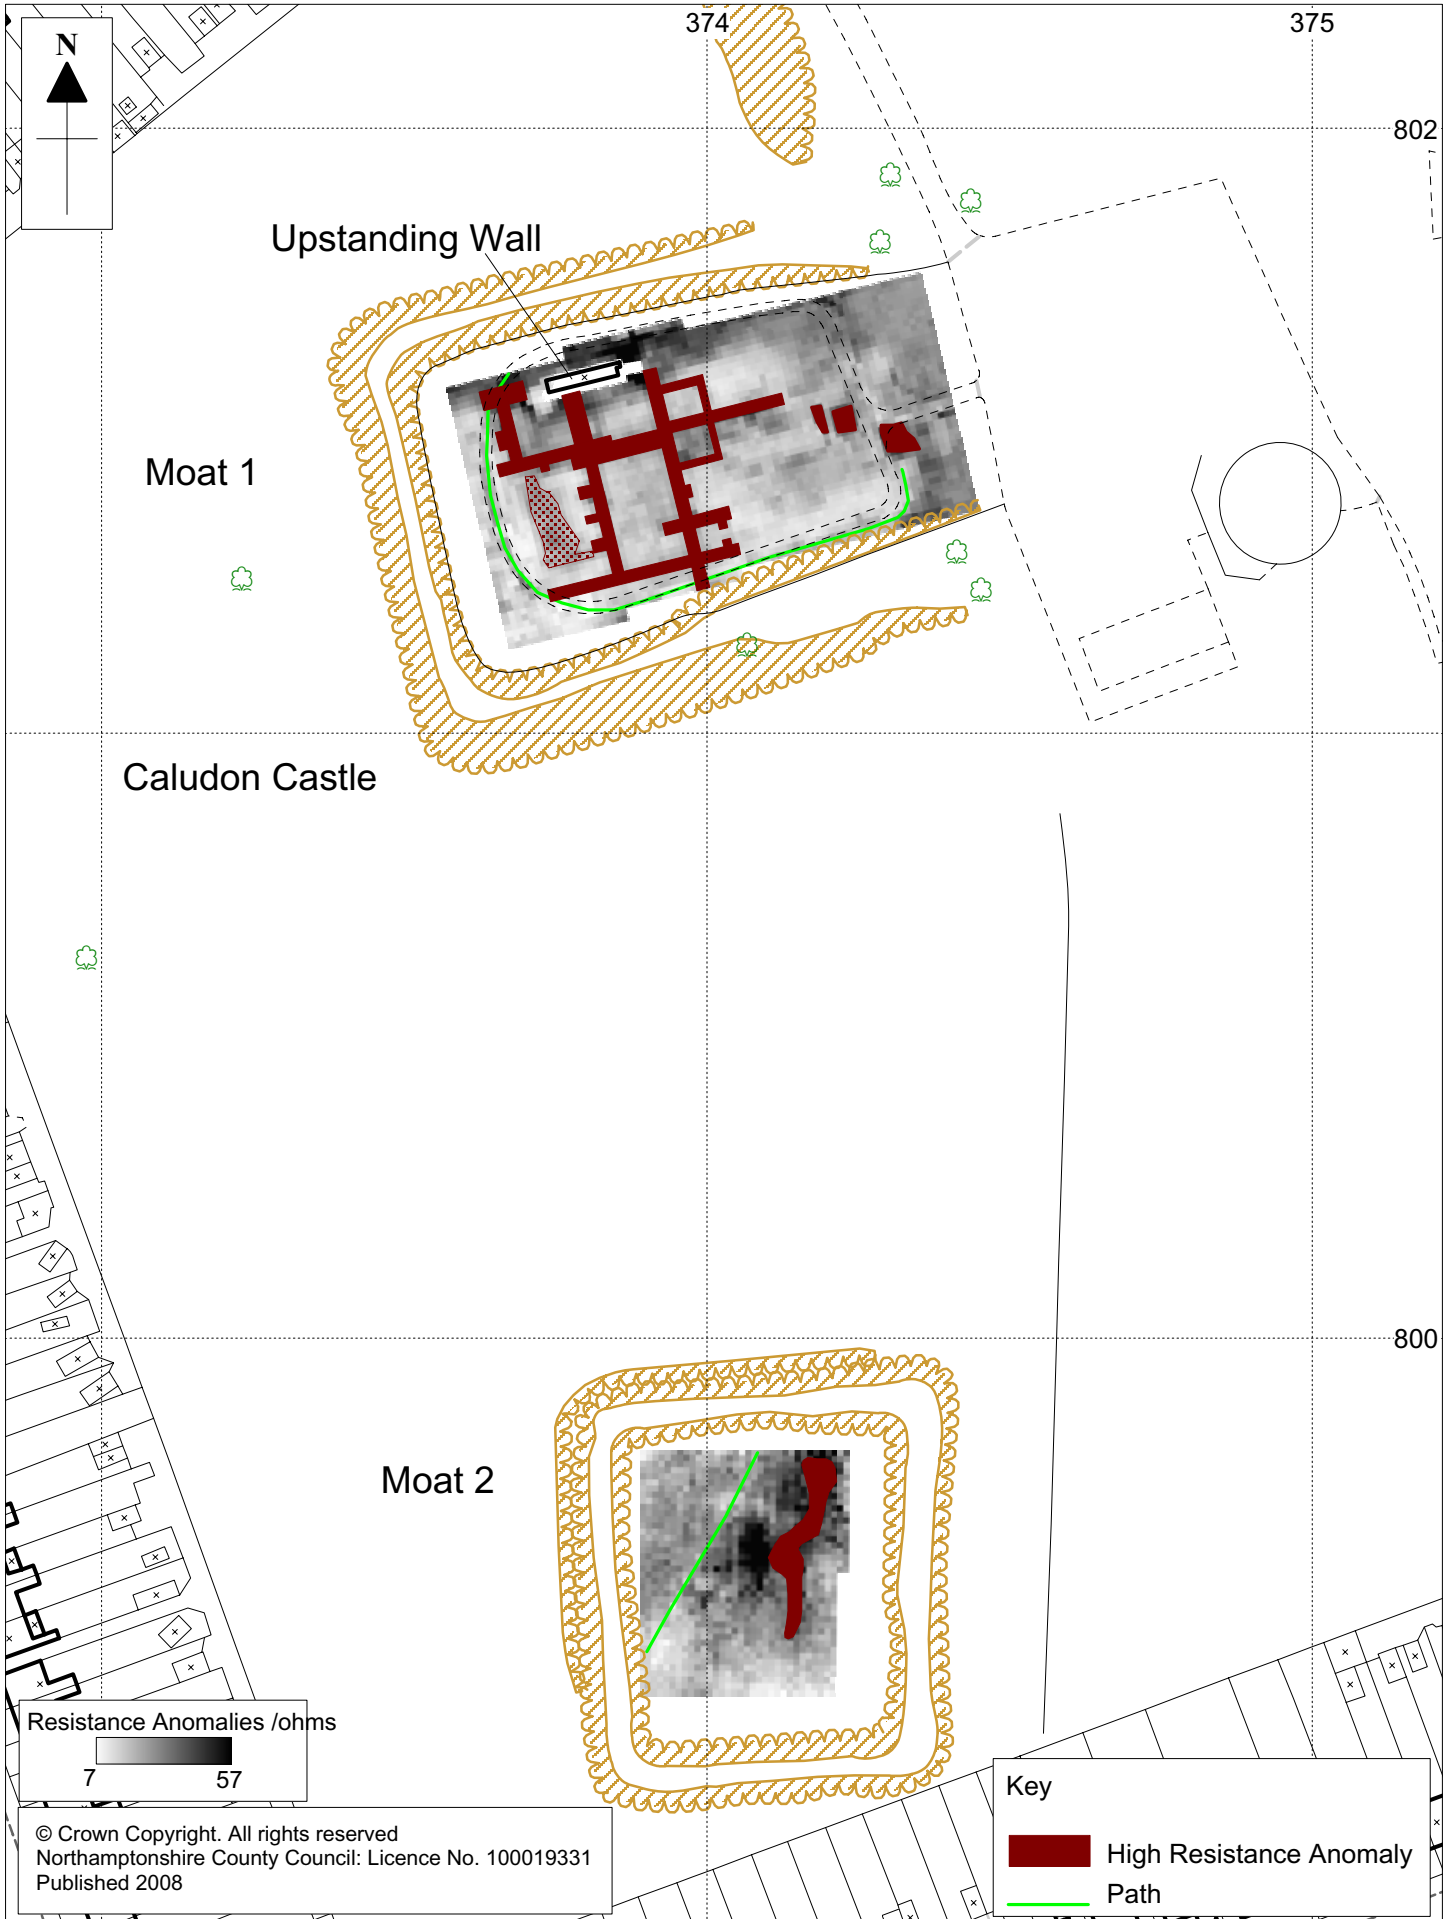 374
375
N
802
Upstanding Wall
Moat 1
Caludon Castle
800
Moat 2
Resistance Anomalies /ohms
7
57
Key
High Resistance Anomaly
Path
© Crown Copyright. All rights reserved
Northamptonshire County Council: Licence No. 100019331
Published 2008